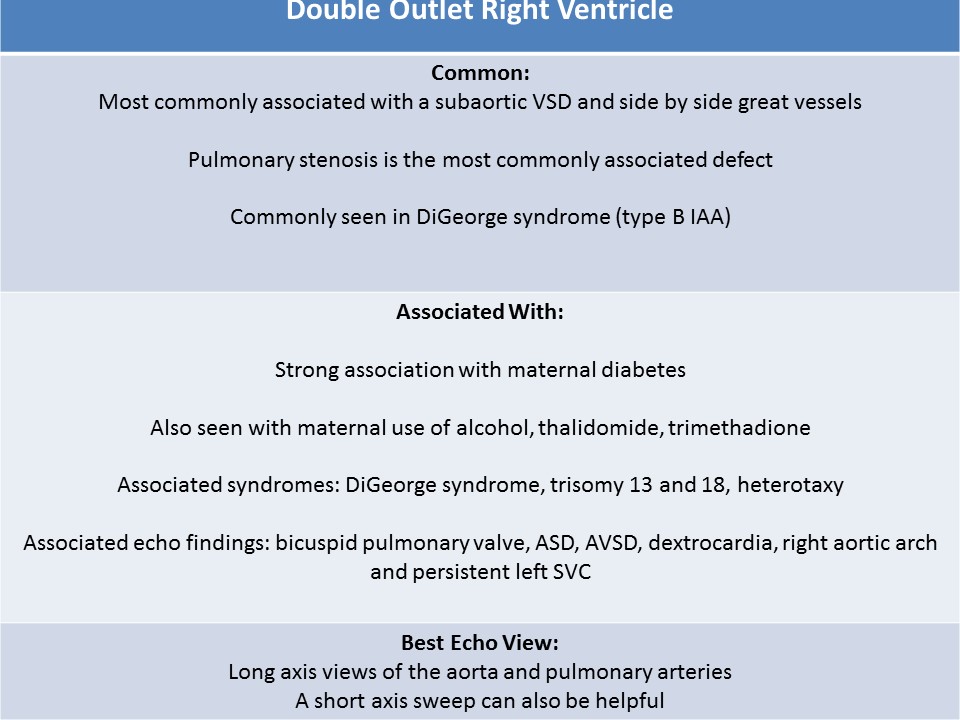 Double Outlet Right Ventricle
Common:
Most commonly associated with a subaortic VSD and side by side great vessels
Pulmonary stenosis is the most commonly associated defect
Commonly seen in DiGeorge syndrome (type B IAA)
Associated With:
Strong association with maternal diabetes
Also seen with maternal use of alcohol, thalidomide, trimethadione
Associated syndromes: DiGeorge syndrome, trisomy 13 and 18, heterotaxy
Associated echo findings: bicuspid pulmonary valve, ASD, AVSD, dextrocardia, right aortic arch
and persistent left SVC
Best Echo View:
Long axis views of the aorta and pulmonary arteries
A short axis sweep can also be helpful